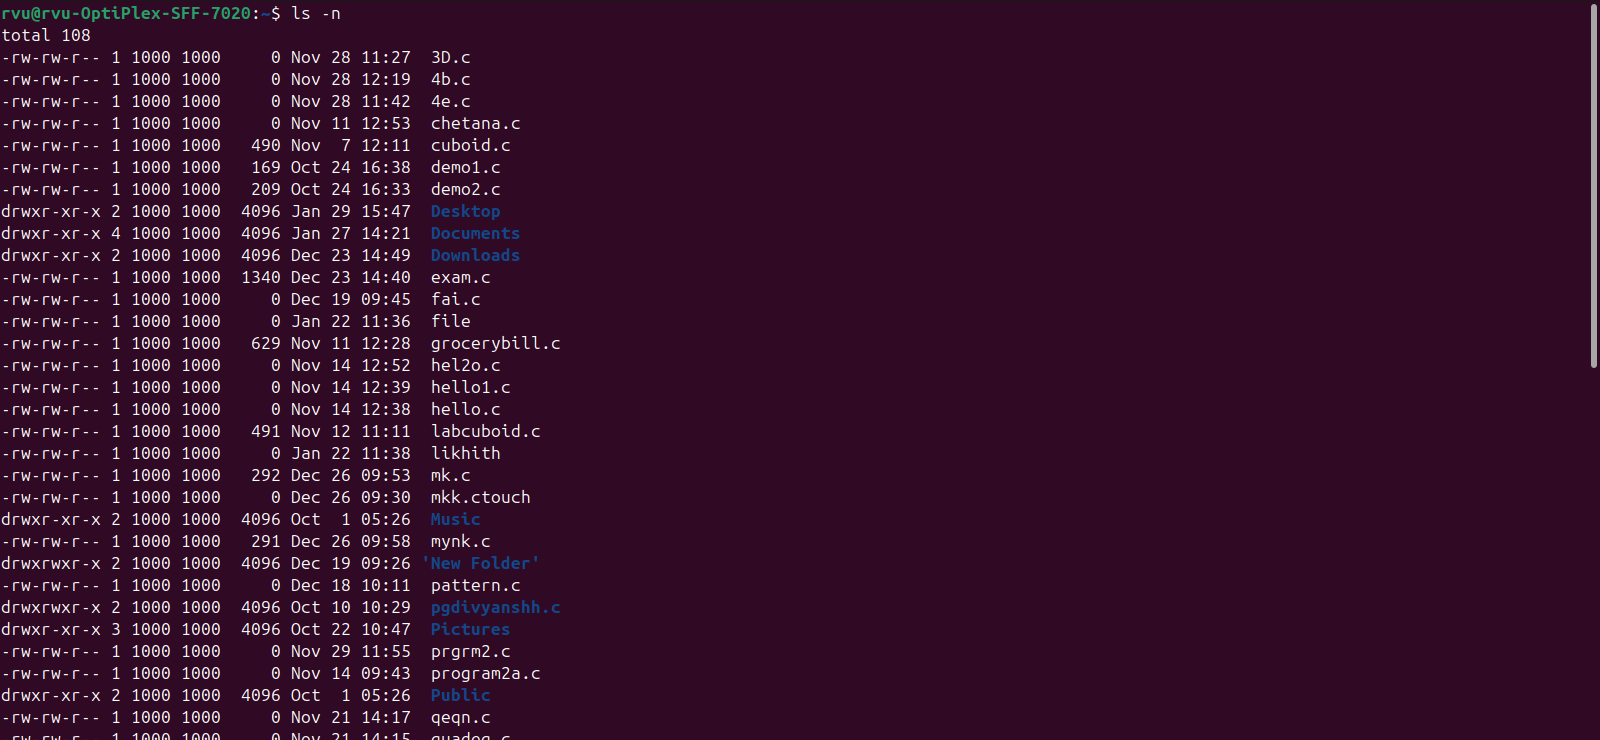 rvu@rvu-OptiPlex-SFF-7020:~$ ls -n
total 108
-rw-rw-r-- 1 1000 1000     0 Nov 28 11:27  3D.c
-rw-rw-r-- 1 1000 1000     0 Nov 28 12:19  4b.c
-rw-rw-r-- 1 1000 1000     0 Nov 28 11:42  4e.c
-rw-rw-r-- 1 1000 1000     0 Nov 11 12:53  chetana.c
-rw-rw-r-- 1 1000 1000   490 Nov  7 12:11  cuboid.c
-rw-rw-r-- 1 1000 1000   169 Oct 24 16:38  demo1.c
-rw-rw-r-- 1 1000 1000   209 Oct 24 16:33  demo2.c
drwxr-xr-x 2 1000 1000  4096 Jan 29 15:47  Desktop
drwxr-xr-x 4 1000 1000  4096 Jan 27 14:21  Documents
drwxr-xr-x 2 1000 1000  4096 Dec 23 14:49  Downloads
-rw-rw-r-- 1 1000 1000  1340 Dec 23 14:40  exam.c
-rw-rw-r-- 1 1000 1000     0 Dec 19 09:45  fai.c
-rw-rw-r-- 1 1000 1000     0 Jan 22 11:36  file
-rw-rw-r-- 1 1000 1000   629 Nov 11 12:28  grocerybill.c
-rw-rw-r-- 1 1000 1000     0 Nov 14 12:52  hel2o.c
-rw-rw-r-- 1 1000 1000     0 Nov 14 12:39  hello1.c
-rw-rw-r-- 1 1000 1000     0 Nov 14 12:38  hello.c
-rw-rw-r-- 1 1000 1000   491 Nov 12 11:11  labcuboid.c
-rw-rw-r-- 1 1000 1000     0 Jan 22 11:38  likhith
-rw-rw-r-- 1 1000 1000   292 Dec 26 09:53  mk.c
-rw-rw-r-- 1 1000 1000     0 Dec 26 09:30  mkk.ctouch
drwxr-xr-x 2 1000 1000  4096 Oct  1 05:26  Music
-rw-rw-r-- 1 1000 1000   291 Dec 26 09:58  mynk.c
drwxrwxr-x 2 1000 1000  4096 Dec 19 09:26 'New Folder'
-rw-rw-r-- 1 1000 1000     0 Dec 18 10:11  pattern.c
drwxrwxr-x 2 1000 1000  4096 Oct 10 10:29  pgdivyanshh.c
drwxr-xr-x 3 1000 1000  4096 Oct 22 10:47  Pictures
-rw-rw-r-- 1 1000 1000     0 Nov 29 11:55  prgrm2.c
-rw-rw-r-- 1 1000 1000     0 Nov 14 09:43  program2a.c
drwxr-xr-x 2 1000 1000  4096 Oct  1 05:26  Public
-rw-rw-r-- 1 1000 1000     0 Nov 21 14:17  qeqn.c
-rw-rw-r-- 1 1000 1000     0 Nov 21 14:15